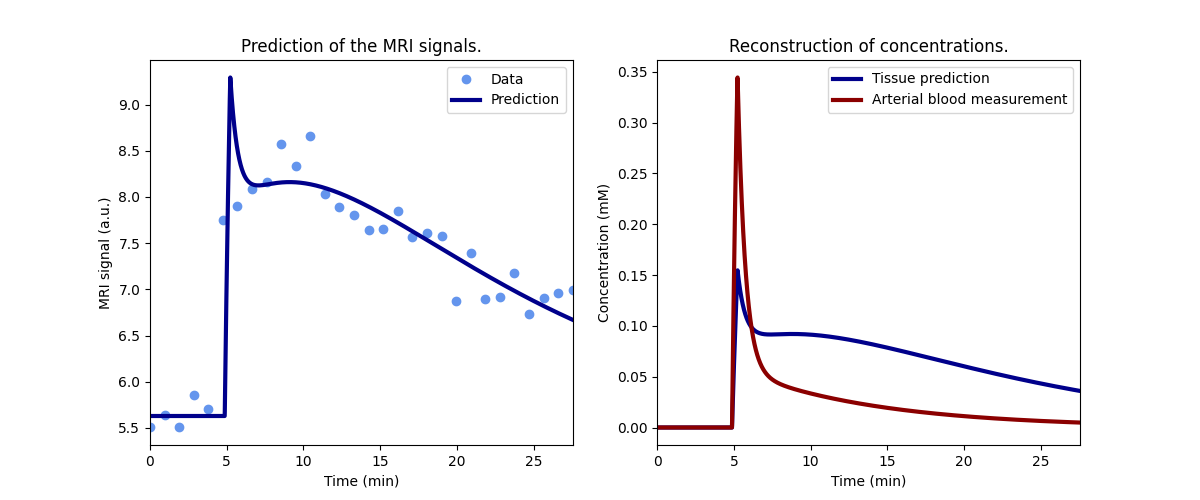 Prediction of the MRI signals.
Data
Prediction
MRI signal (a.u.)
9.0
8.5
8.0
7.5
7.0
6.5
6.0
5.5
0
5
10
15
20
25
Time (min)
Reconstruction of concentrations.
Tissue prediction
Arterial blood measurement
Concentration (mM)
0.35
0.30
0.25
0.20
0.15
0.10
0.05
0.00
0
5
10
15
20
25
Time (min)